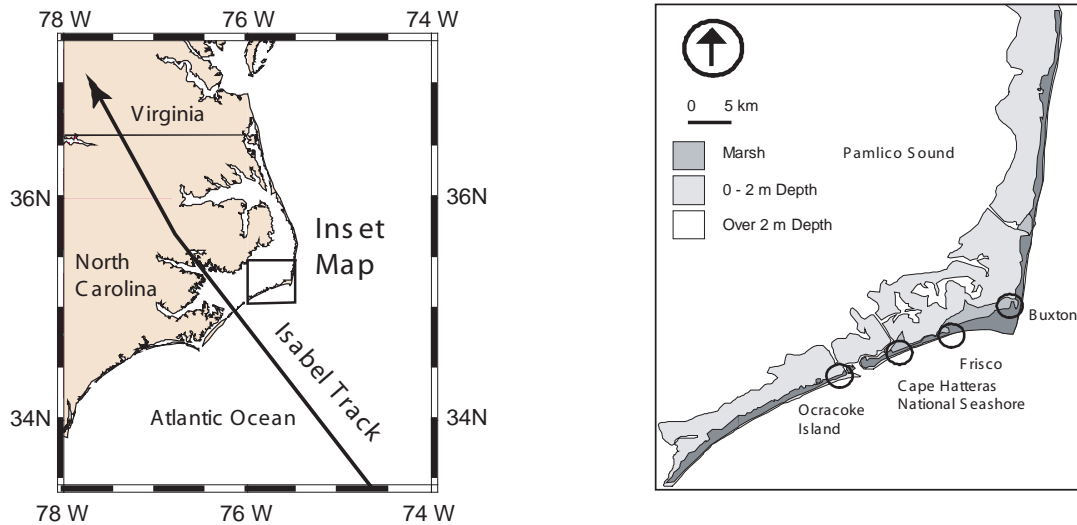 78 W
76 W
74 W
Virginia
36N
36N
Inset
Map
North
Carolina
Isabel Track
34N
34N
Atlantic Ocean
78 W
76 W
74 W
0 5 km
Marsh
Pamlico Sound
0 - 2 m Depth
Over 2 m Depth
Buxton
Frisco
Cape Hatteras
National Seashore
Ocracoke
Island